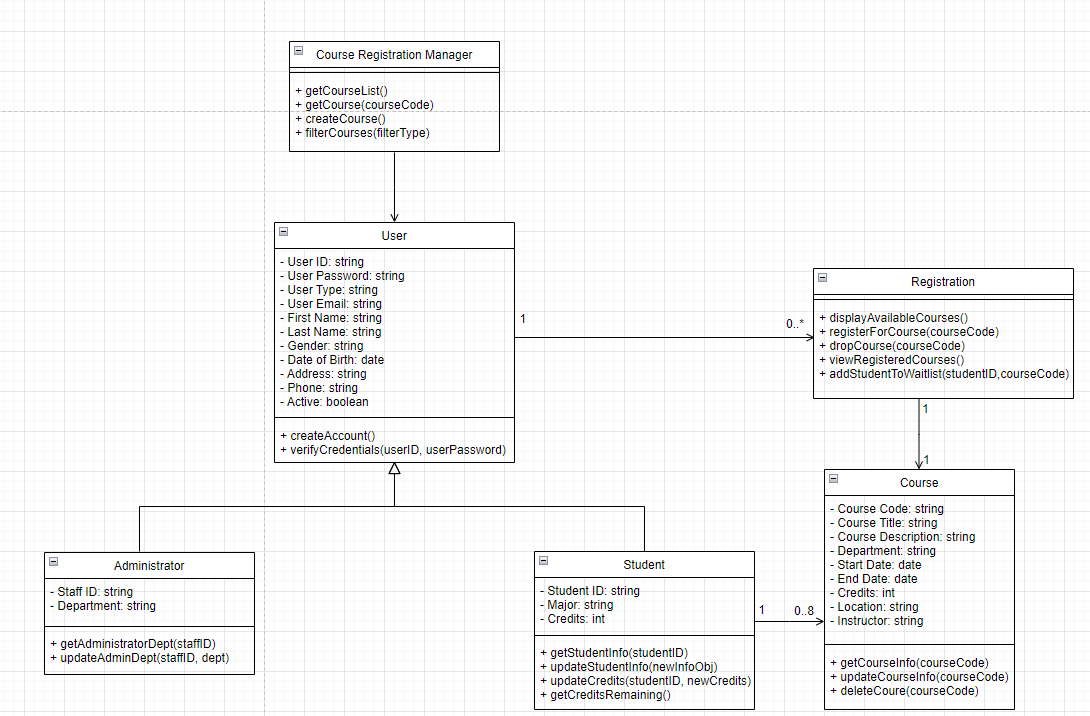 Course Registration Manager
+ getCourseList()
+ getCourse(courseCode)
+ createCourse()
+ filterCourses(filterType)
User
- User ID: string
- User Password: string
- User Type: string
- User Email: string
- First Name: string
- Last Name: string
- Gender: string
- Date of Birth: date
- Address: string
- Phone: string
- Active: boolean
+ createAccount()
+ verifyCredentials(userID, userPassword)
1
0..*
Registration
+ displayAvailableCourses()
+ registerForCourse(courseCode)
+ dropCourse(courseCode)
+ viewRegisteredCourses()
+ addStudentToWaitlist(studentID,courseCode)
1
1
Administrator
- Staff ID: string
- Department: string
+ getAdministratorDept(staffID)
+ updateAdminDept(staffID, dept)
Student
- Student ID: string
- Major: string
- Credits: int
+ getStudentInfo(studentID)
+ updateStudentInfo(newInfoObj)
+ updateCredits(studentID, newCredits)
+ getCreditsRemaining()
1
0..8
Course
- Course Code: string
- Course Title: string
- Course Description: string
- Department: string
- Start Date: date
- End Date: date
- Credits: int
- Location: string
- Instructor: string
+ getCourseInfo(courseCode)
+ updateCourseInfo(courseCode)
+ deleteCoure(courseCode)